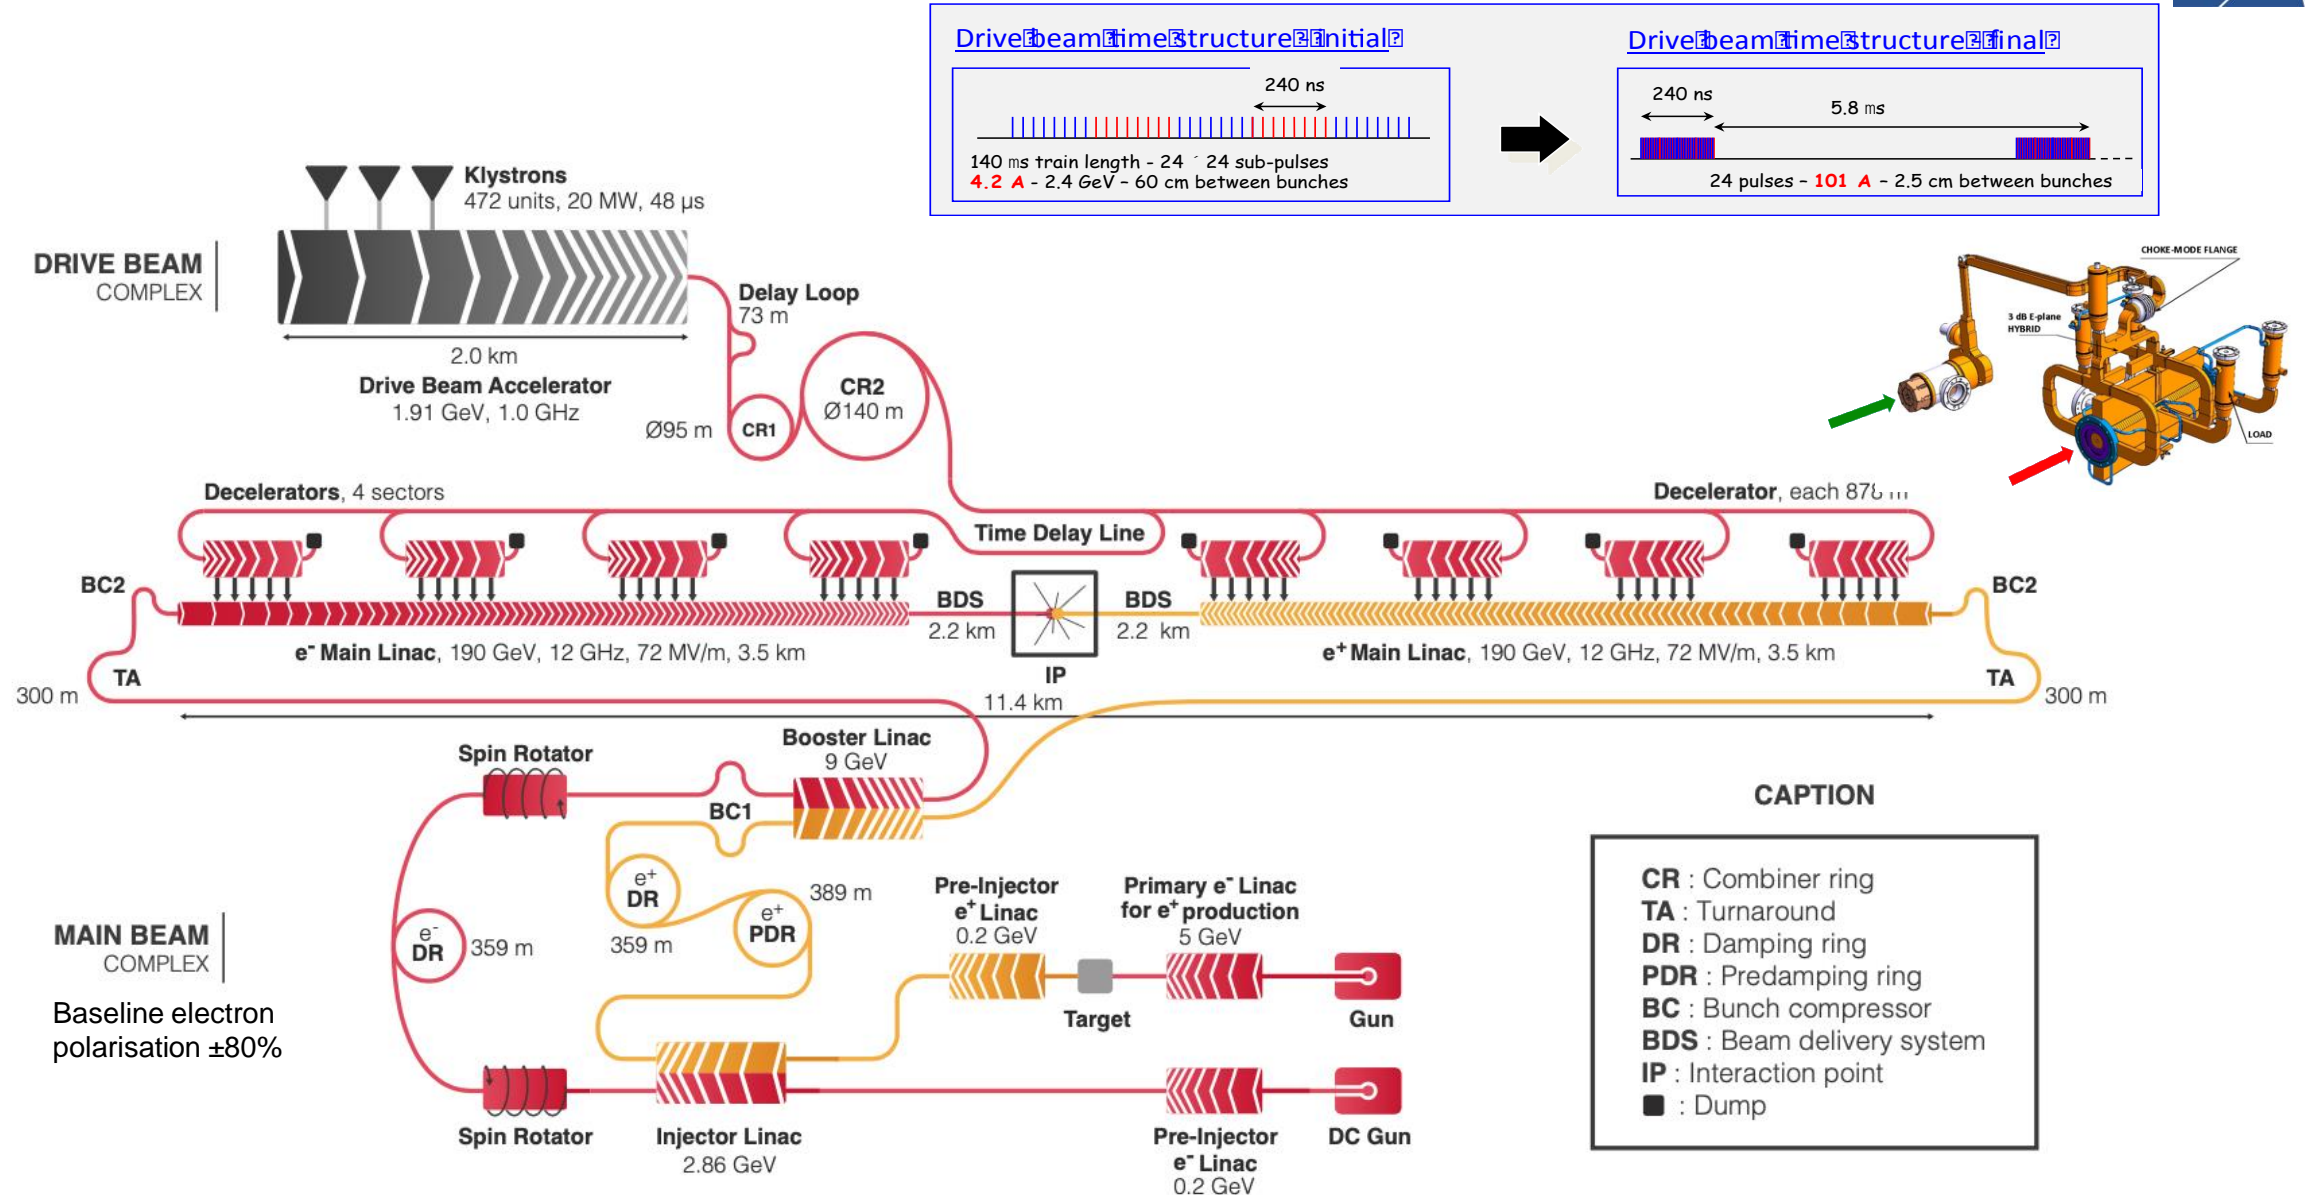 Drive beam time structure - initial
Drive beam time structure - final
240 ns
140 ms train length - 24 ´ 24 sub-pulses
4.2 A - 2.4 GeV – 60 cm between bunches
240 ns
5.8 ms
24 pulses – 101 A – 2.5 cm between bunches
Klystrons
472 units, 20 MW, 48 µs
DRIVE BEAM
COMPLEX
2.0 km
Drive Beam Accelerator
1.91 GeV, 1.0 GHz
Delay Loop
73 m
CR2
Ø140 m
Ø95 m
CR1
CHOKE-MODE FLANGE
3 dB E-plane
HYBRID
LOAD
Decelerators, 4 sectors
Decelerator, each 878 m
Time Delay Line
BC2
BDS
2.2 km
BDS
2.2 km
BC2
e- Main Linac, 190 GeV, 12 GHz, 72 MV/m, 3.5 km
IP
e+ Main Linac, 190 GeV, 12 GHz, 72 MV/m, 3.5 km
TA
300 m
TA
300 m
11.4 km
Spin Rotator
Booster Linac
9 GeV
BC1
e+
DR
359 m
e+
PDR
389 m
e-
DR
359 m
MAIN BEAM
COMPLEX
Baseline electron
polarisation ±80%
Pre-Injector
e+ Linac
0.2 GeV
Primary e- Linac
for e+ production
5 GeV
Target
Gun
Spin Rotator
Injector Linac
2.86 GeV
Pre-Injector
e- Linac
0.2 GeV
DC Gun
CAPTION
CR : Combiner ring
TA : Turnaround
DR : Damping ring
PDR : Predamping ring
BC : Bunch compressor
BDS : Beam delivery system
IP : Interaction point
: Dump